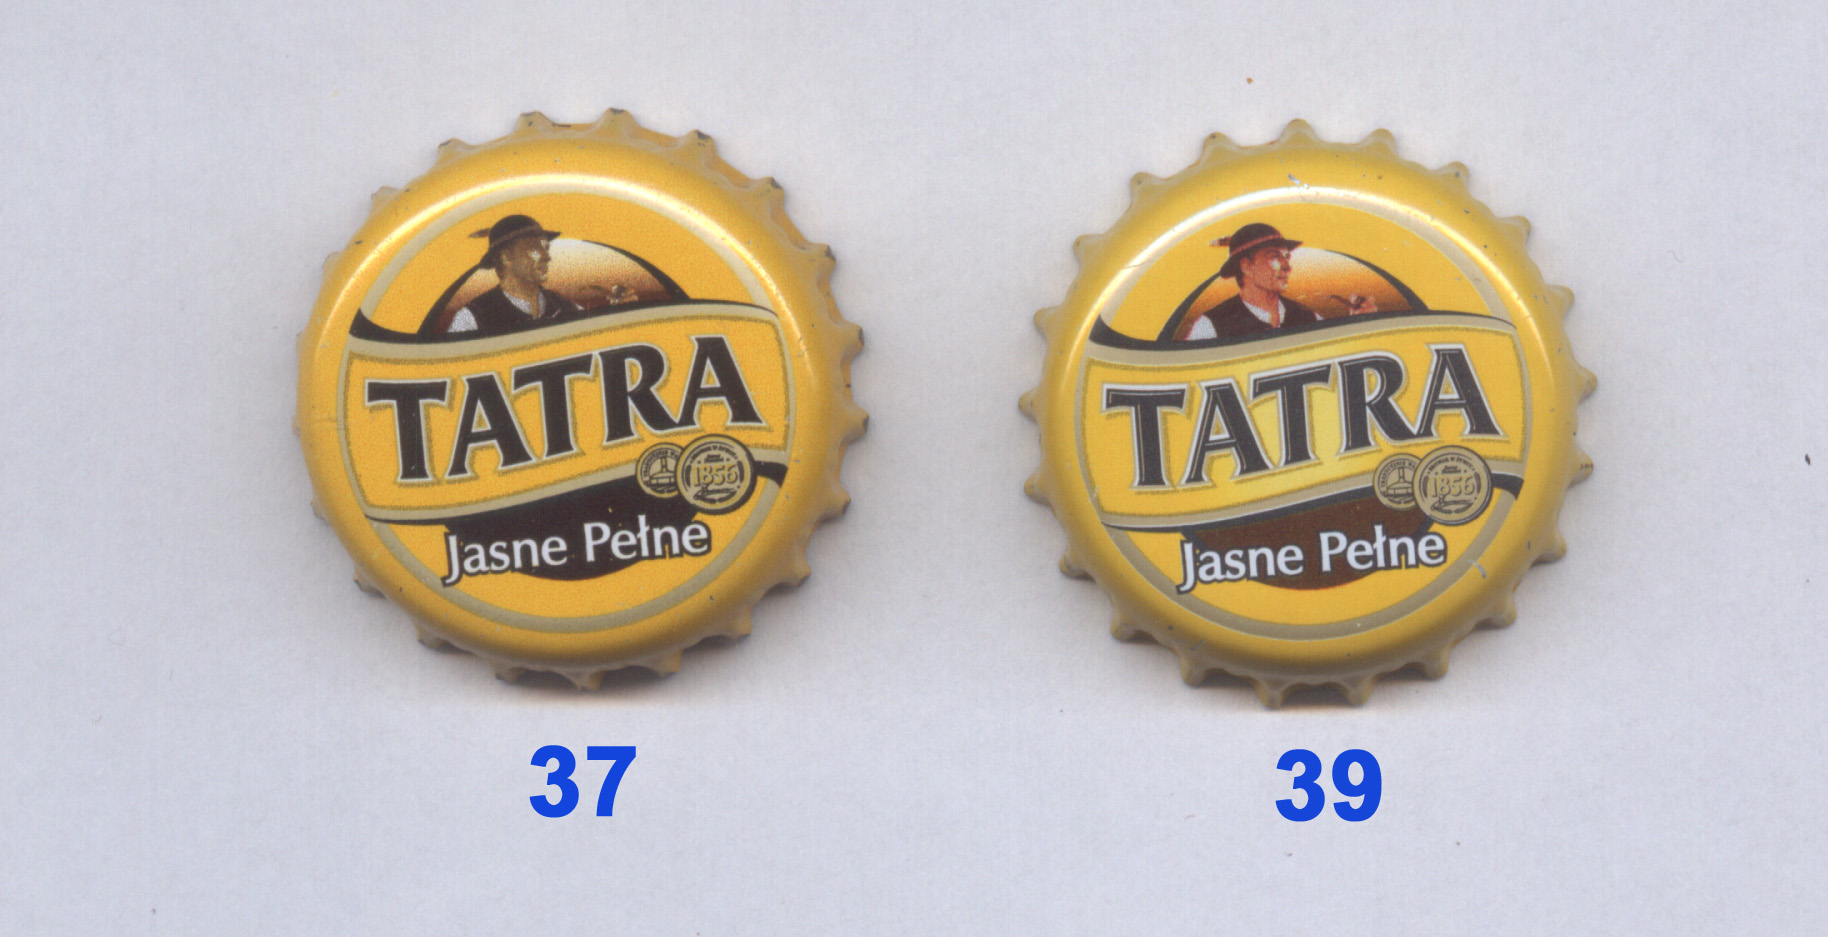 TATRA
1856
Jasne Pełne
37
TATRA
1856
Jasne Pełne
39